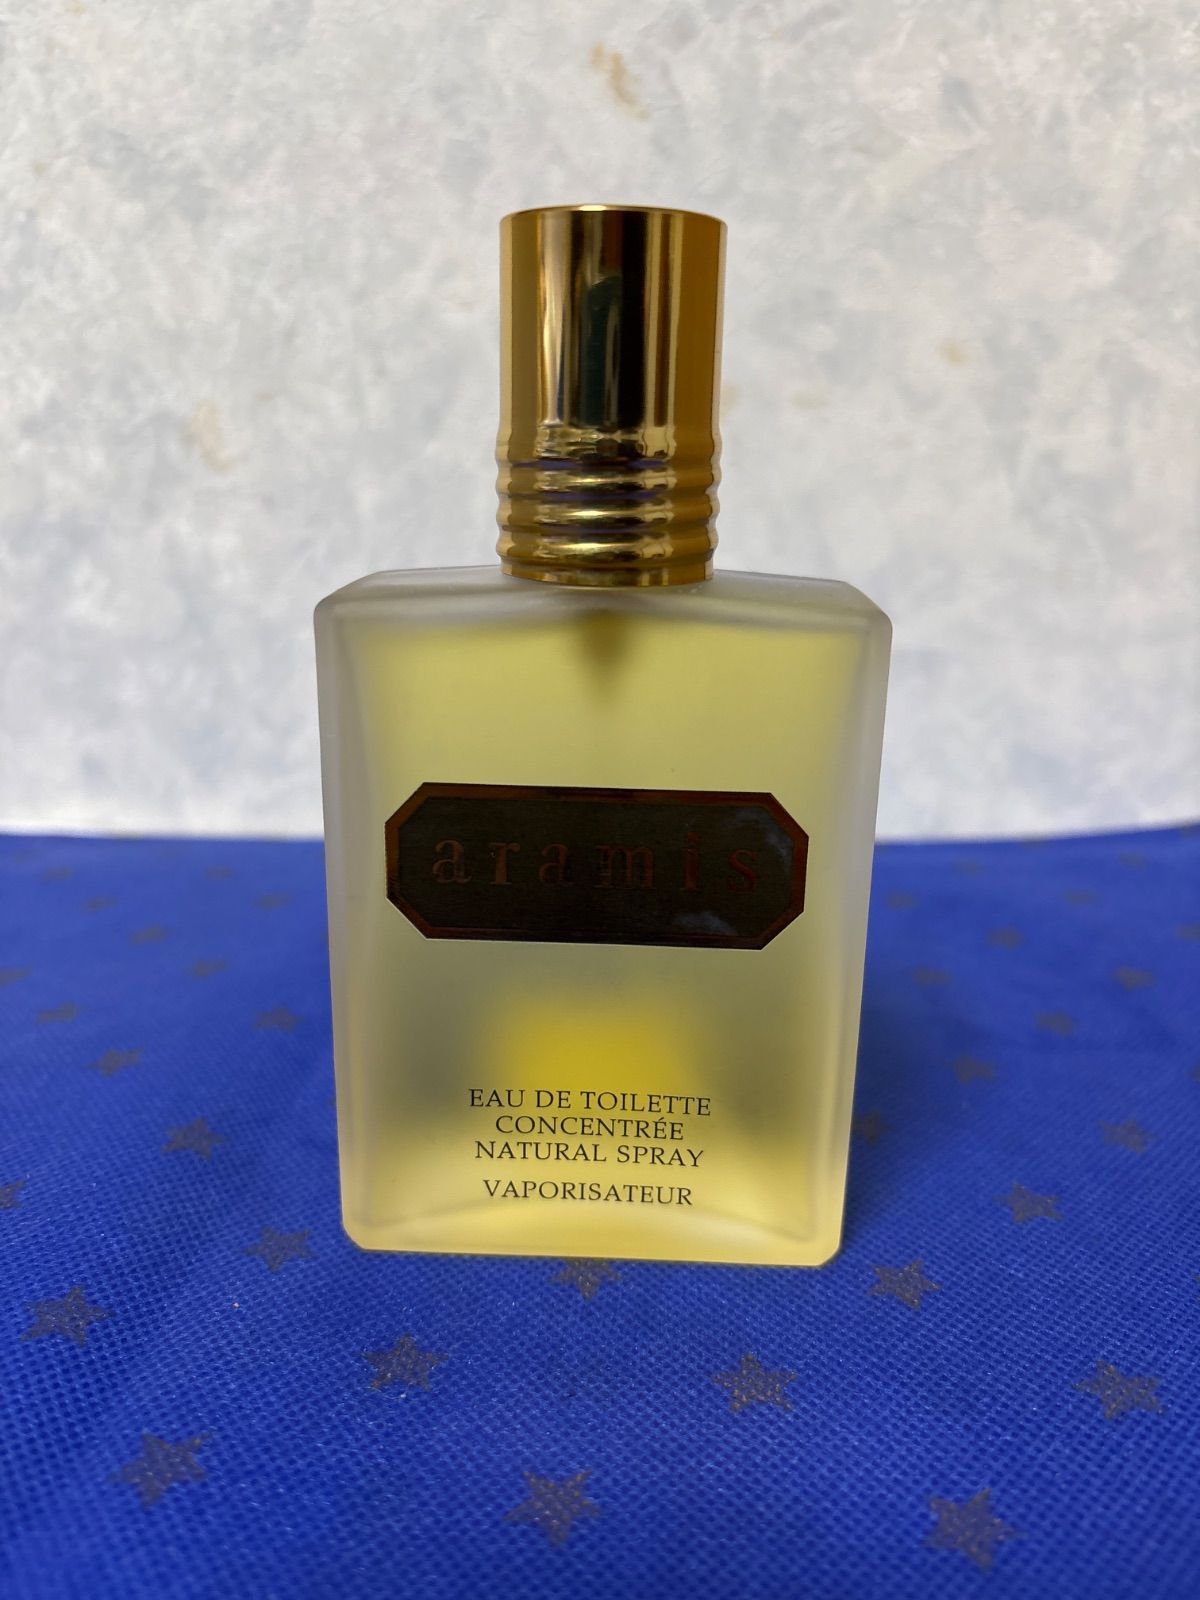 aramis
EAU DE TOILETTE
CONCENTRÉE
NATURAL SPRAY
VAPORISATEUR